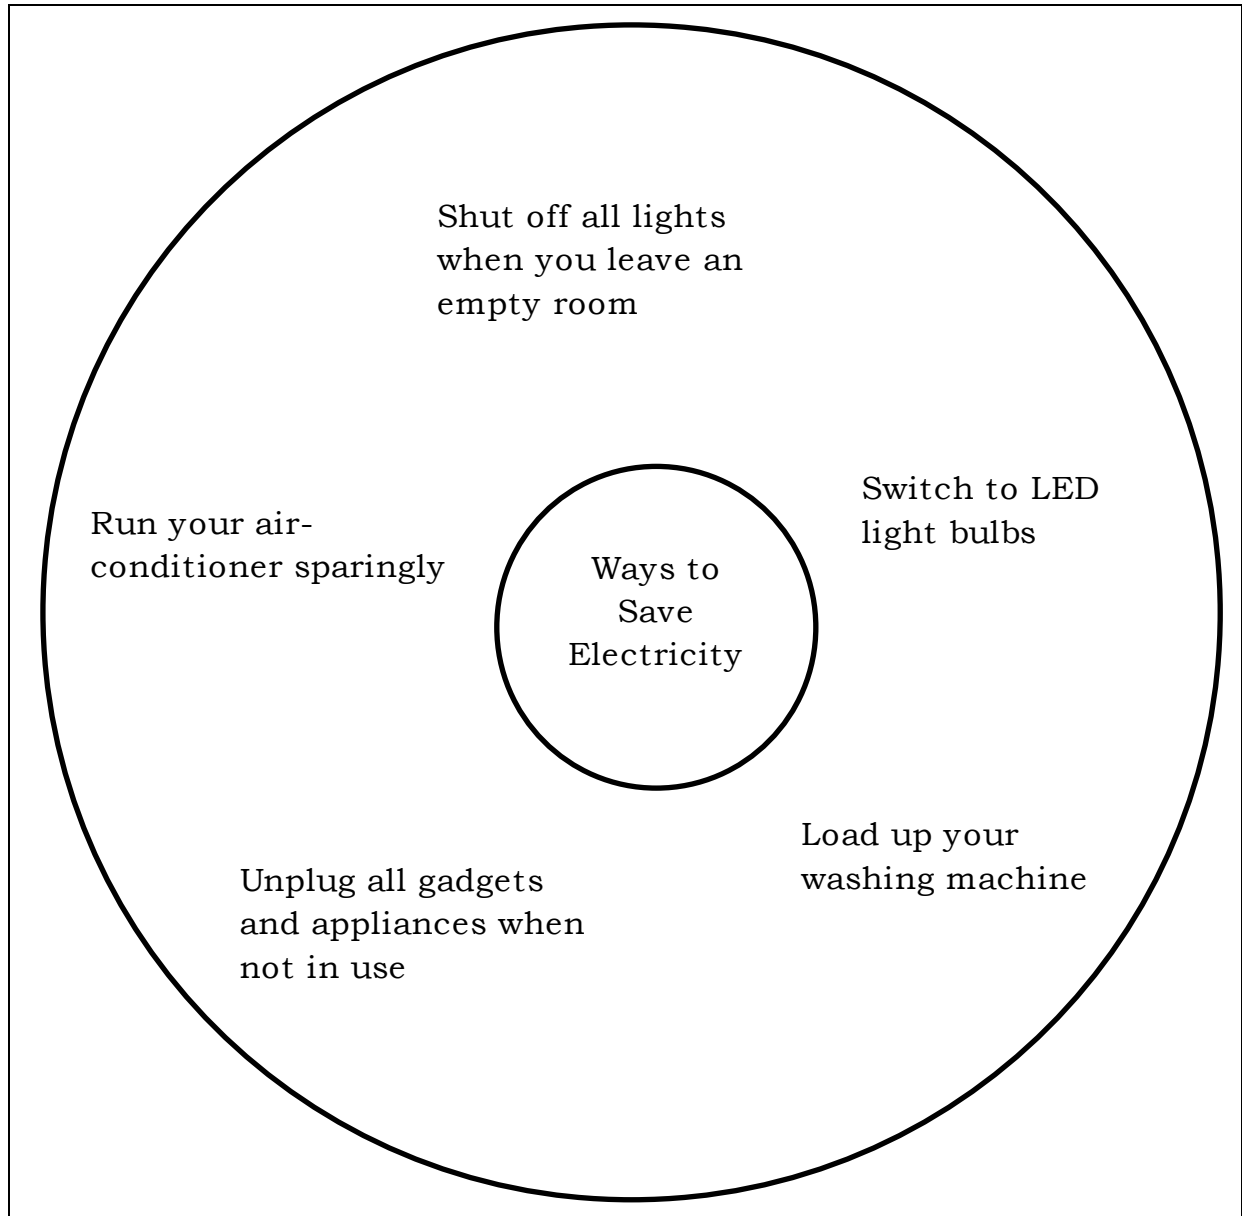 Shut off all lights
when you leave an
empty room
Switch to LED
light bulbs
Run your air-
conditioner sparingly
Ways to
Save
Electricity
Load up your
washing machine
Unplug all gadgets
and appliances when
not in use